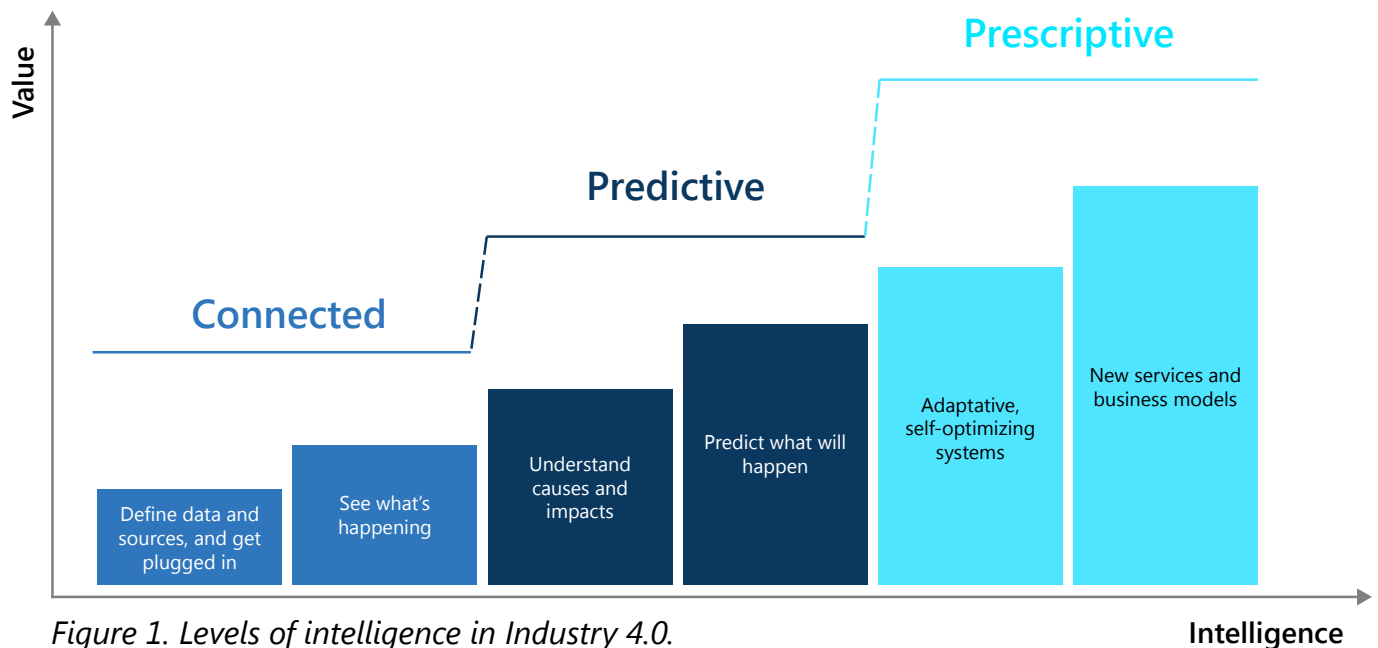 Value
Prescriptive
Predictive
Connected
Define data and
sources, and get
plugged in
See what's
happening
Understand
causes and
impacts
Predict what will
happen
Adaptative,
self-optimizing
systems
New services and
business models
Figure 1. Levels of intelligence in Industry 4.0.
Intelligence